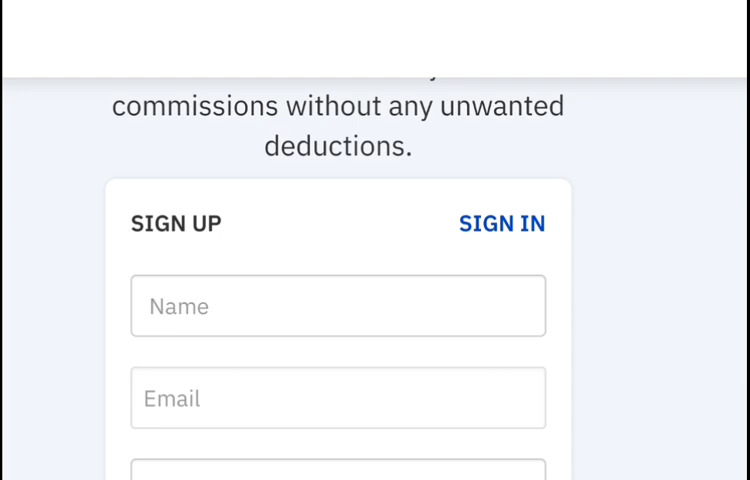 commissions without any unwanted
deductions.
SIGN UP
SIGN IN
Name
Email